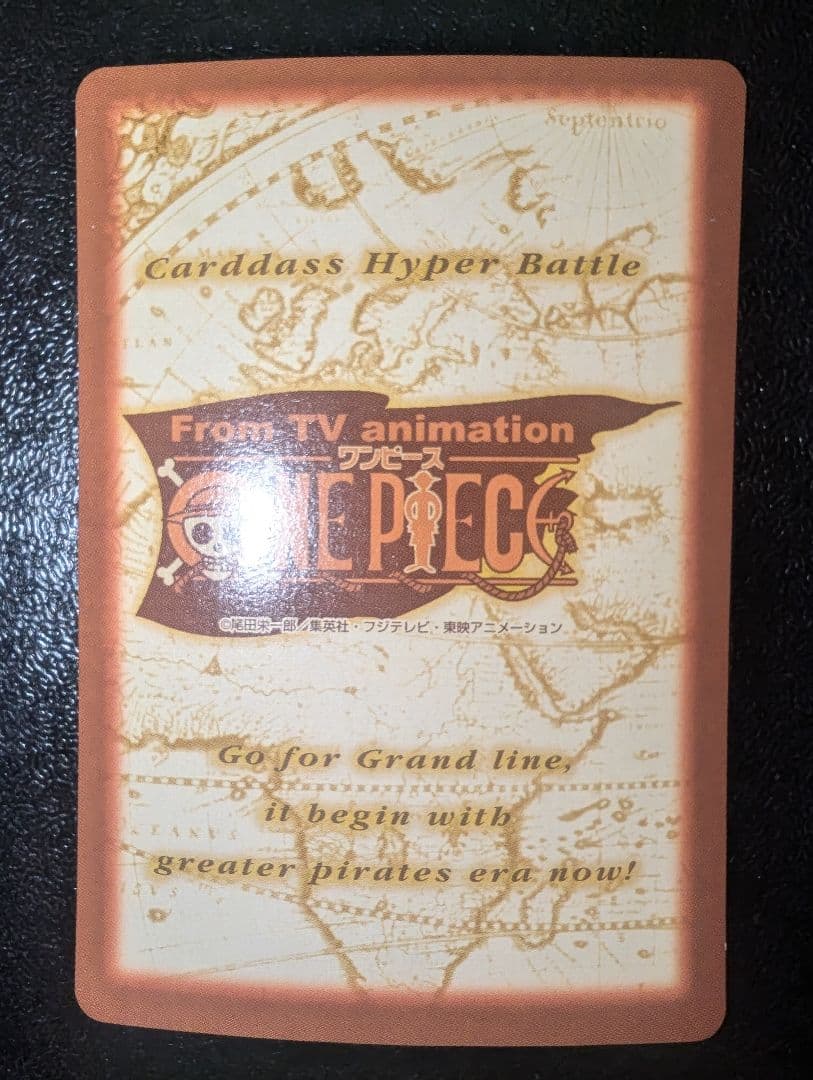 Septentrio
Carddass Hyper Battle
From TV animation
ワンピース
ONE PIECE
©尾田栄一郎／集英社・フジテレビ・東映アニメーション
Go for Grand line,
it begin with
greater pirates era now!